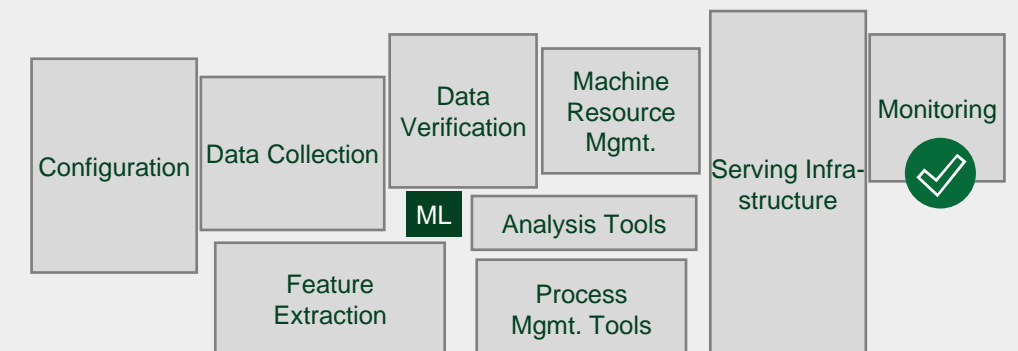 Configuration
Data Collection
Data
Verification
Machine
Resource
Mgmt.
Serving Infra-
structure
Monitoring
ML
Analysis Tools
Feature
Extraction
Process
Mgmt. Tools